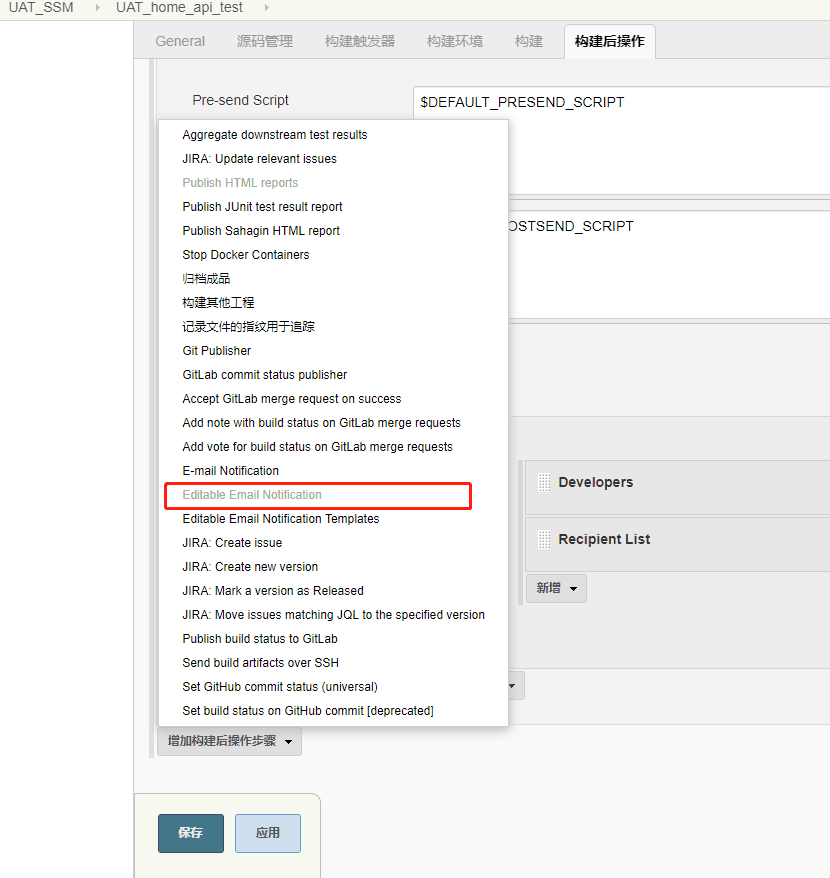 UAT_SSM
UAT_home_api_test
General
源码管理
构建触发器
构建环境
构建
构建后操作
Pre-send Script
$DEFAULT_PRESEND_SCRIPT
Aggregate downstream test results
JIRA: Update relevant issues
Publish HTML reports
Publish JUnit test result report
Publish Sahagin HTML report
OSTSEND_SCRIPT
Stop Docker Containers
归档成品
构建其他工程
记录文件的指纹用于追踪
Git Publisher
GitLab commit status publisher
Accept GitLab merge request on success
Add note with build status on GitLab merge requests
Add vote for build status on GitLab merge requests
E-mail Notification
Editable Email Notification
Editable Email Notification Templates
JIRA: Create issue
JIRA: Create new version
JIRA: Mark a version as Released
JIRA: Move issues matching JQL to the specified version
Publish build status to GitLab
Send build artifacts over SSH
Set GitHub commit status (universal)
Set build status on GitHub commit [deprecated]
Developers
Recipient List
新增
增加构建后操作步骤
保存
应用